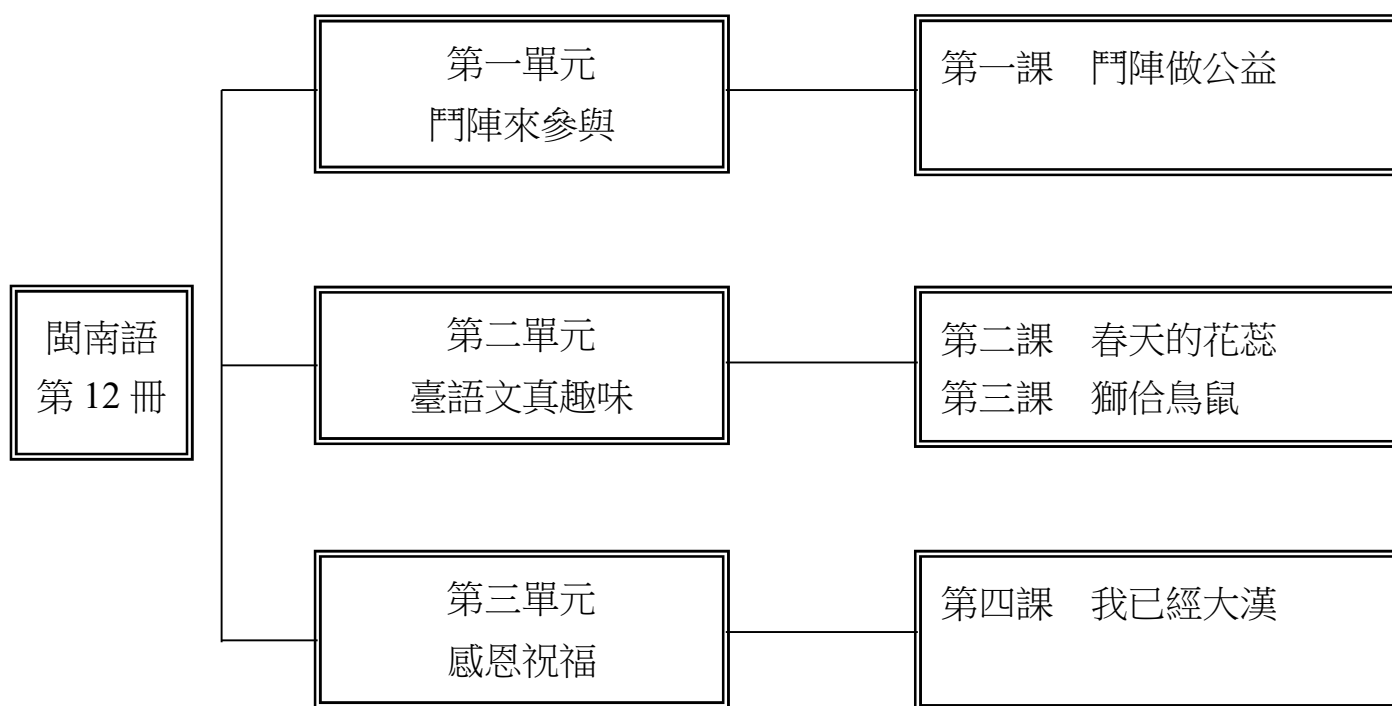 閩南語
第 12 冊
第一單元
鬥陣來參與
第一課　鬥陣做公益
第二單元
臺語文真趣味
第二課　春天的花蕊
第三課　獅佮鳥鼠
第三單元
感恩祝福
第四課　我已經大漢